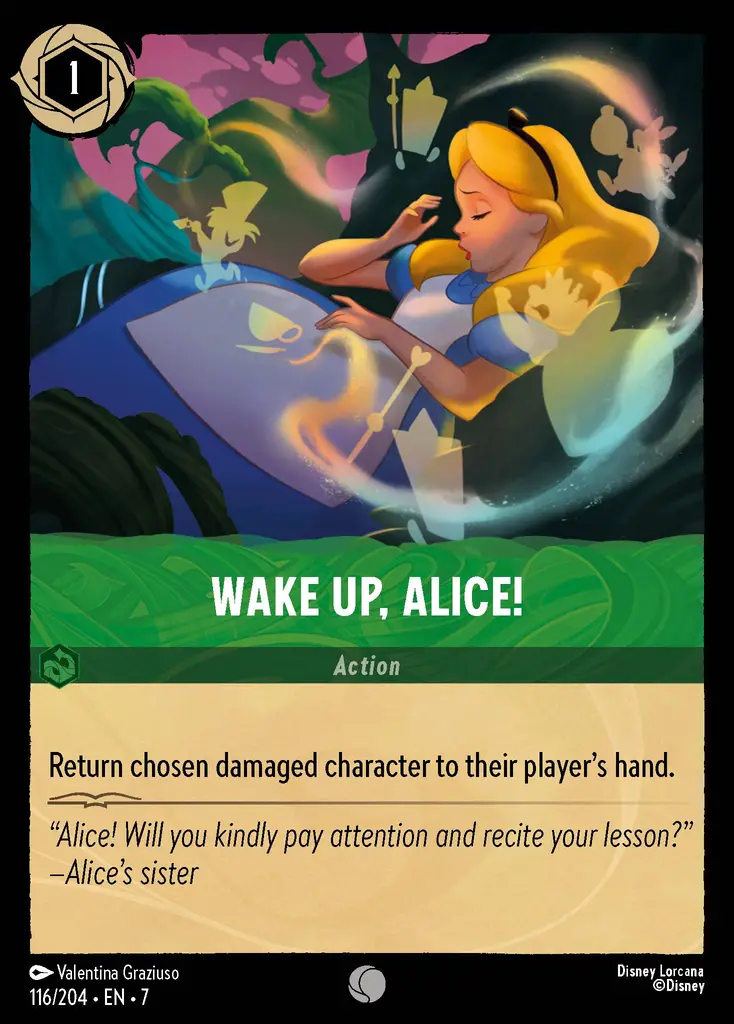 1
WAKE UP, ALICE!
Action
Return chosen damaged character to their player’s hand.
“Alice! Will you kindly pay attention and recite your lesson?”
–Alice’s sister
Valentina Graziuso
116/204 • EN • 7
Disney Lorcana
©Disney